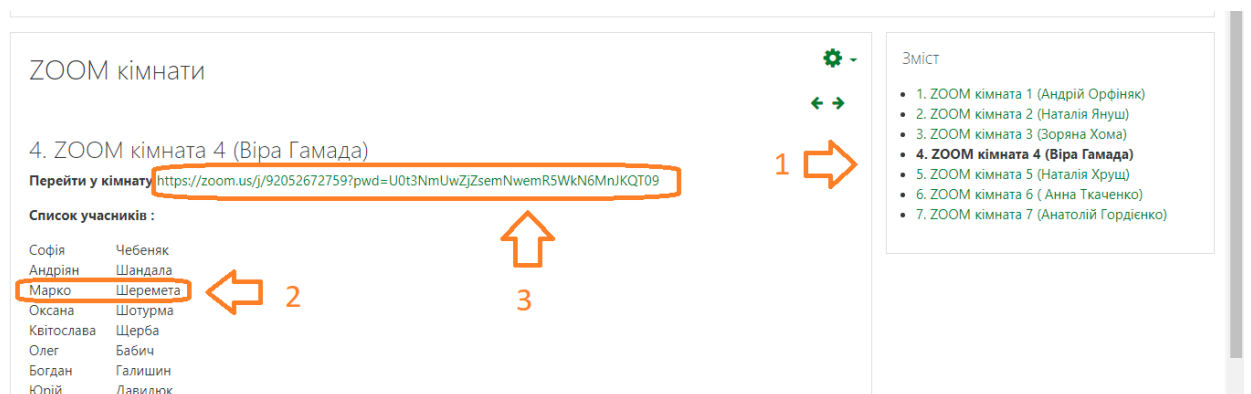 ZOOM кімнати
4. ZOOM кімната 4 (Віра Гамада)
Перейти у кімнату https://zoom.us/j/92052672759?pwd=U0t3NmUwZjZsemNwemR5WkN6MnJKQT09
Список учасників :
Софія Чебеняк
Андріян Шандала
Марко Шеремета
Оксана Шотурма
Квітослава Щерба
Олег Бабич
Богдан Галишин
Юрій Давидюк
1
2
3
Зміст
1. ZOOM кімната 1 (Андрій Орфіняк)
2. ZOOM кімната 2 (Наталія Януш)
3. ZOOM кімната 3 (Зоряна Хома)
4. ZOOM кімната 4 (Віра Гамада)
5. ZOOM кімната 5 (Наталія Хрущ)
6. ZOOM кімната 6 ( Анна Ткаченко)
7. ZOOM кімната 7 (Анатолій Гордієнко)